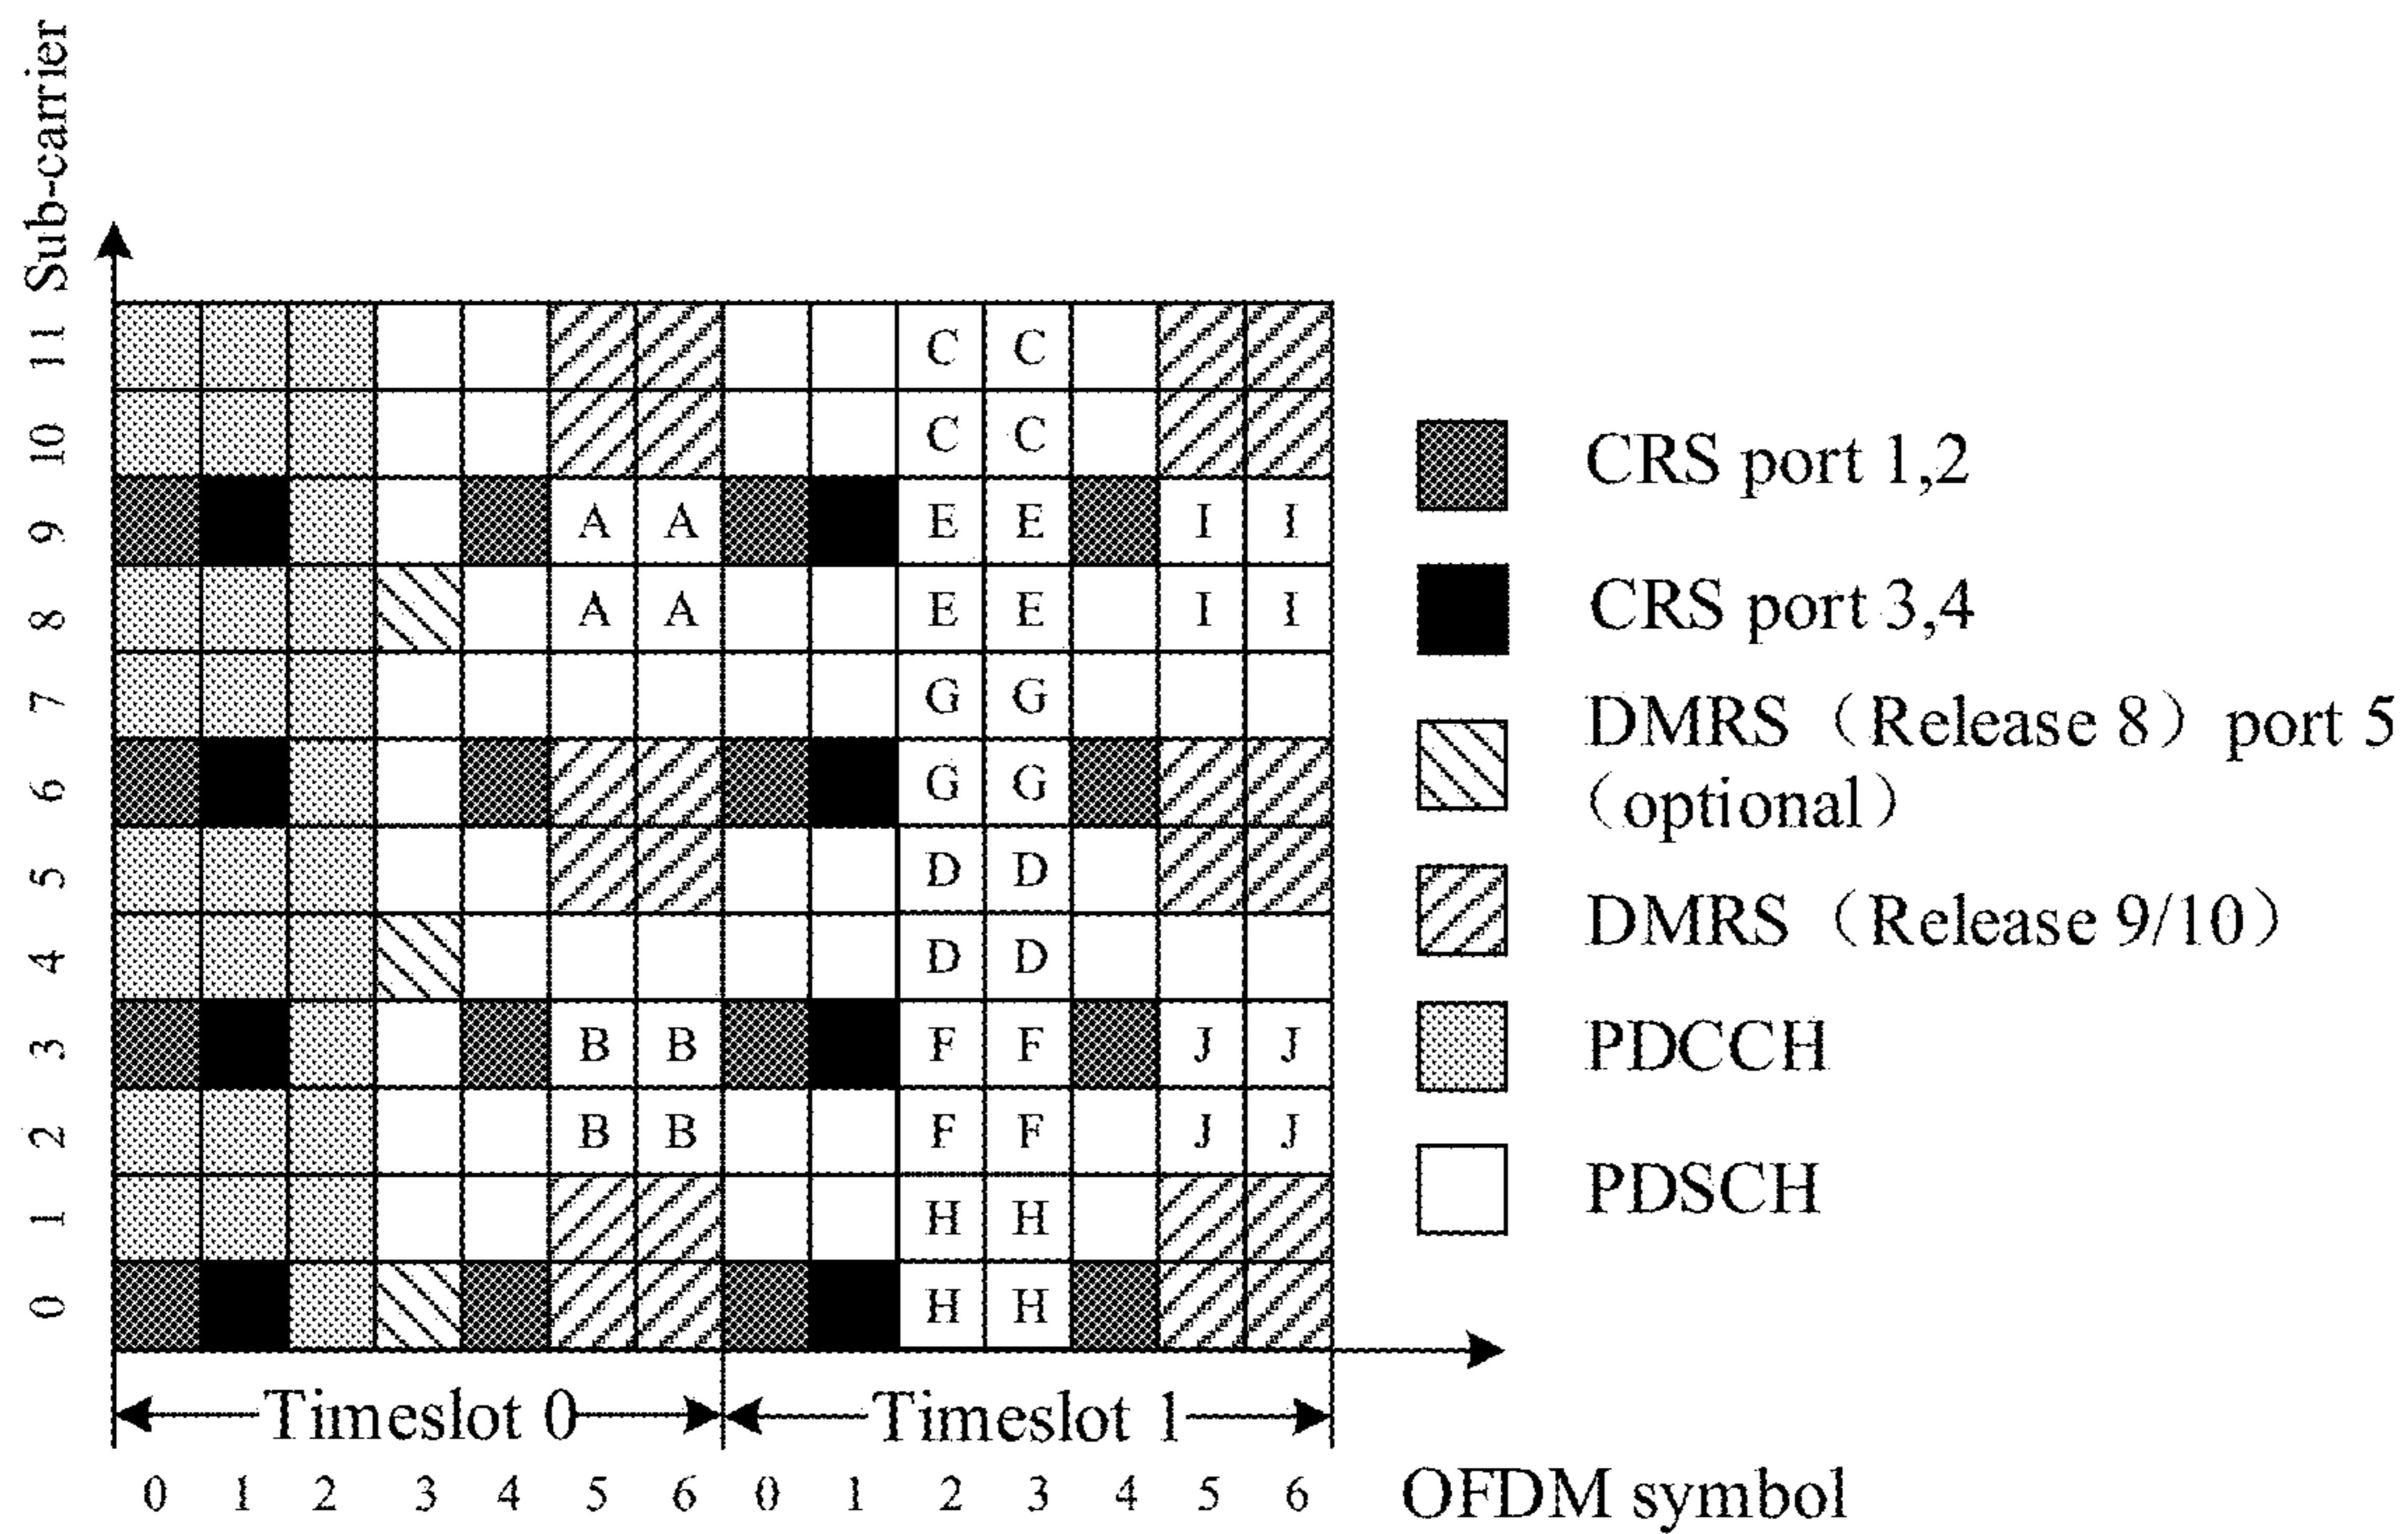 Sub-carrier
11 C C
10 C C
9 A A E E I I
8 A A E E I I
7 G G
6 G G
5 D D
4 D D
3 B B F F J J
2 B B F F J J
1 H H
0 H H
Timeslot 0 Timeslot 1
0 1 2 3 4 5 6 0 1 2 3 4 5 6 OFDM symbol
CRS port 1,2
CRS port 3,4
DMRS（Release 8）port 5
（optional）
DMRS（Release 9/10）
PDCCH
PDSCH